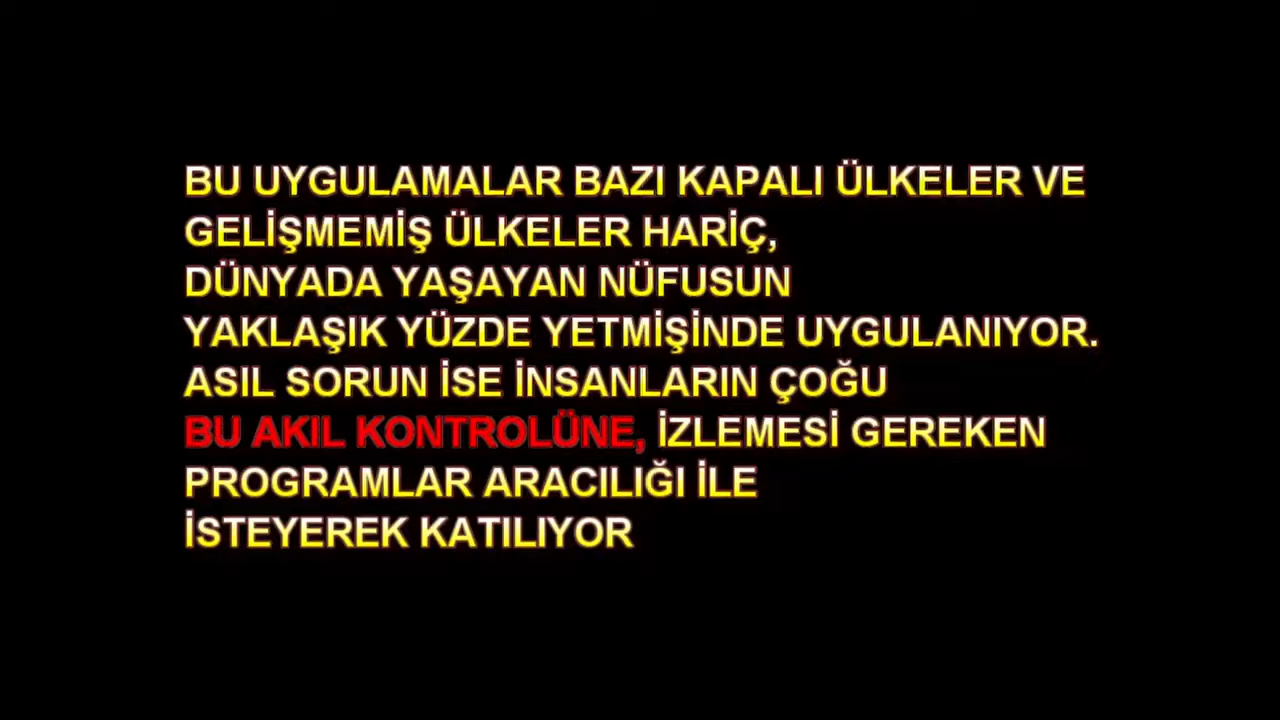 BU UYGULAMALAR BAZI KAPALI ÜLKELER VE
GELİŞMEMİŞ ÜLKELER HARİÇ,
DÜNYADA YAŞAYAN NÜFUSUN
YAKLAŞIK YÜZDE YETMİŞİNDE UYGULANIYOR.
ASIL SORUN İSE İNSANLARIN ÇOĞU
BU AKIL KONTROLÜNE, İZLEMESİ GEREKEN
PROGRAMLAR ARACILIĞI İLE
İSTEYEREK KATILIYOR